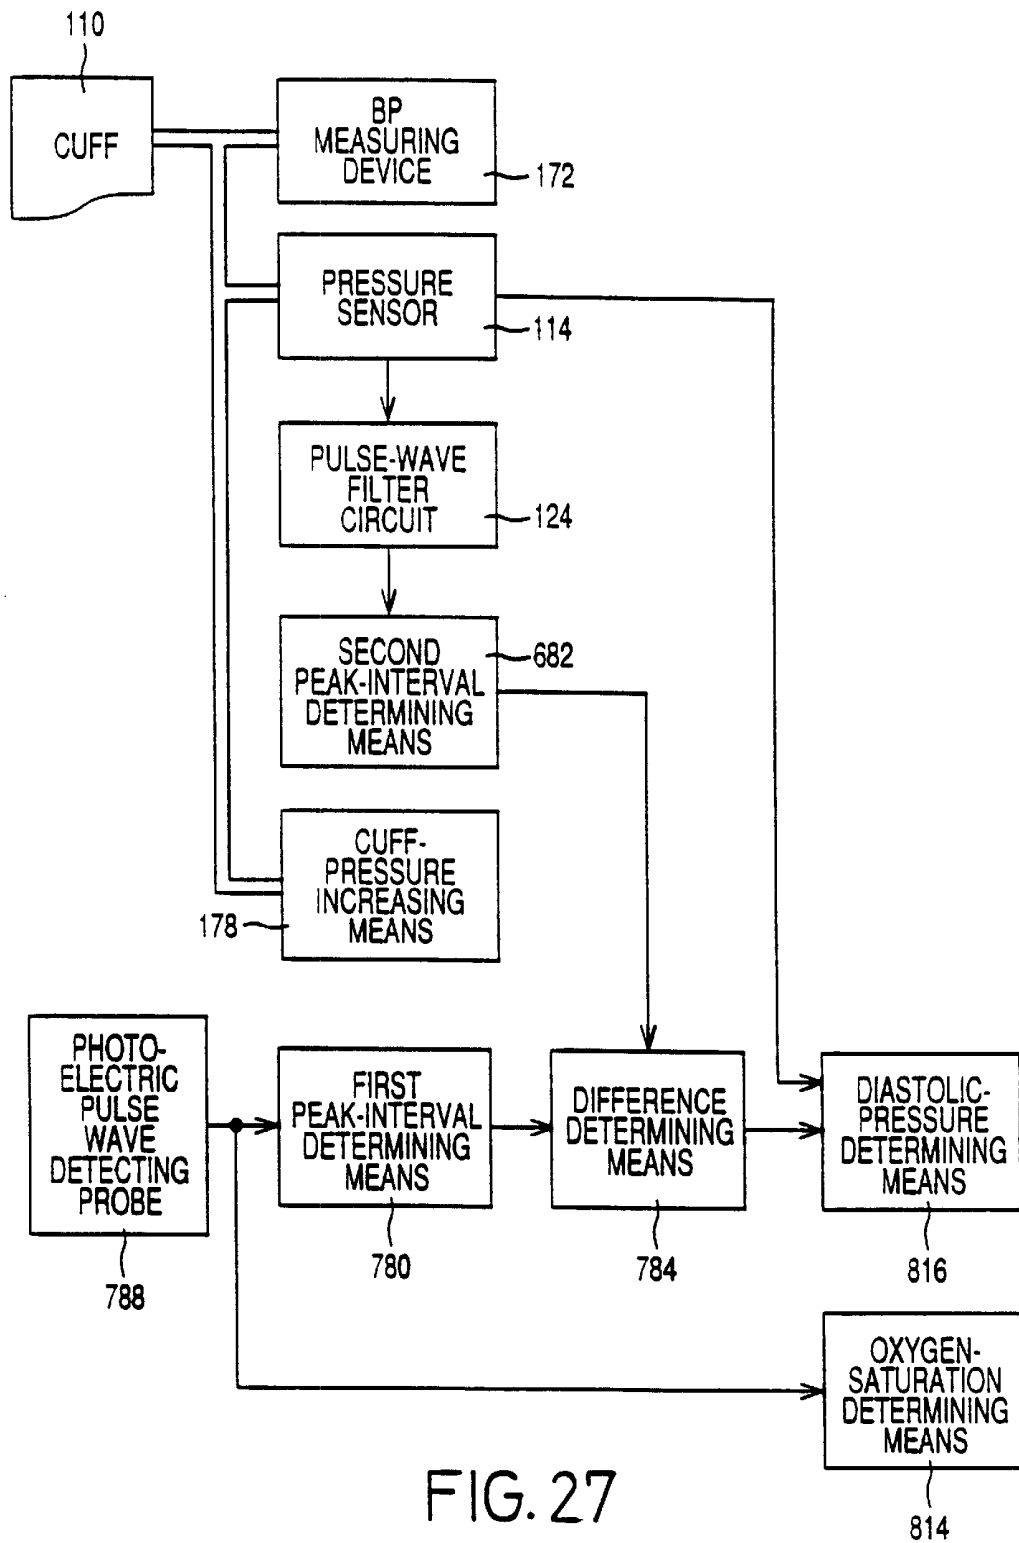 110
CUFF
BP
MEASURING
DEVICE
172
PRESSURE
SENSOR
114
PULSE-WAVE
FILTER
CIRCUIT
124
SECOND
PEAK-INTERVAL
DETERMINING
MEANS
682
CUFF-
PRESSURE
INCREASING
MEANS
178
PHOTO-
ELECTRIC
PULSE
WAVE
DETECTING
PROBE
788
FIRST
PEAK-INTERVAL
DETERMINING
MEANS
780
DIFFERENCE
DETERMINING
MEANS
784
DIASTOLIC-
PRESSURE
DETERMINING
MEANS
816
OXYGEN-
SATURATION
DETERMINING
MEANS
814
FIG. 27